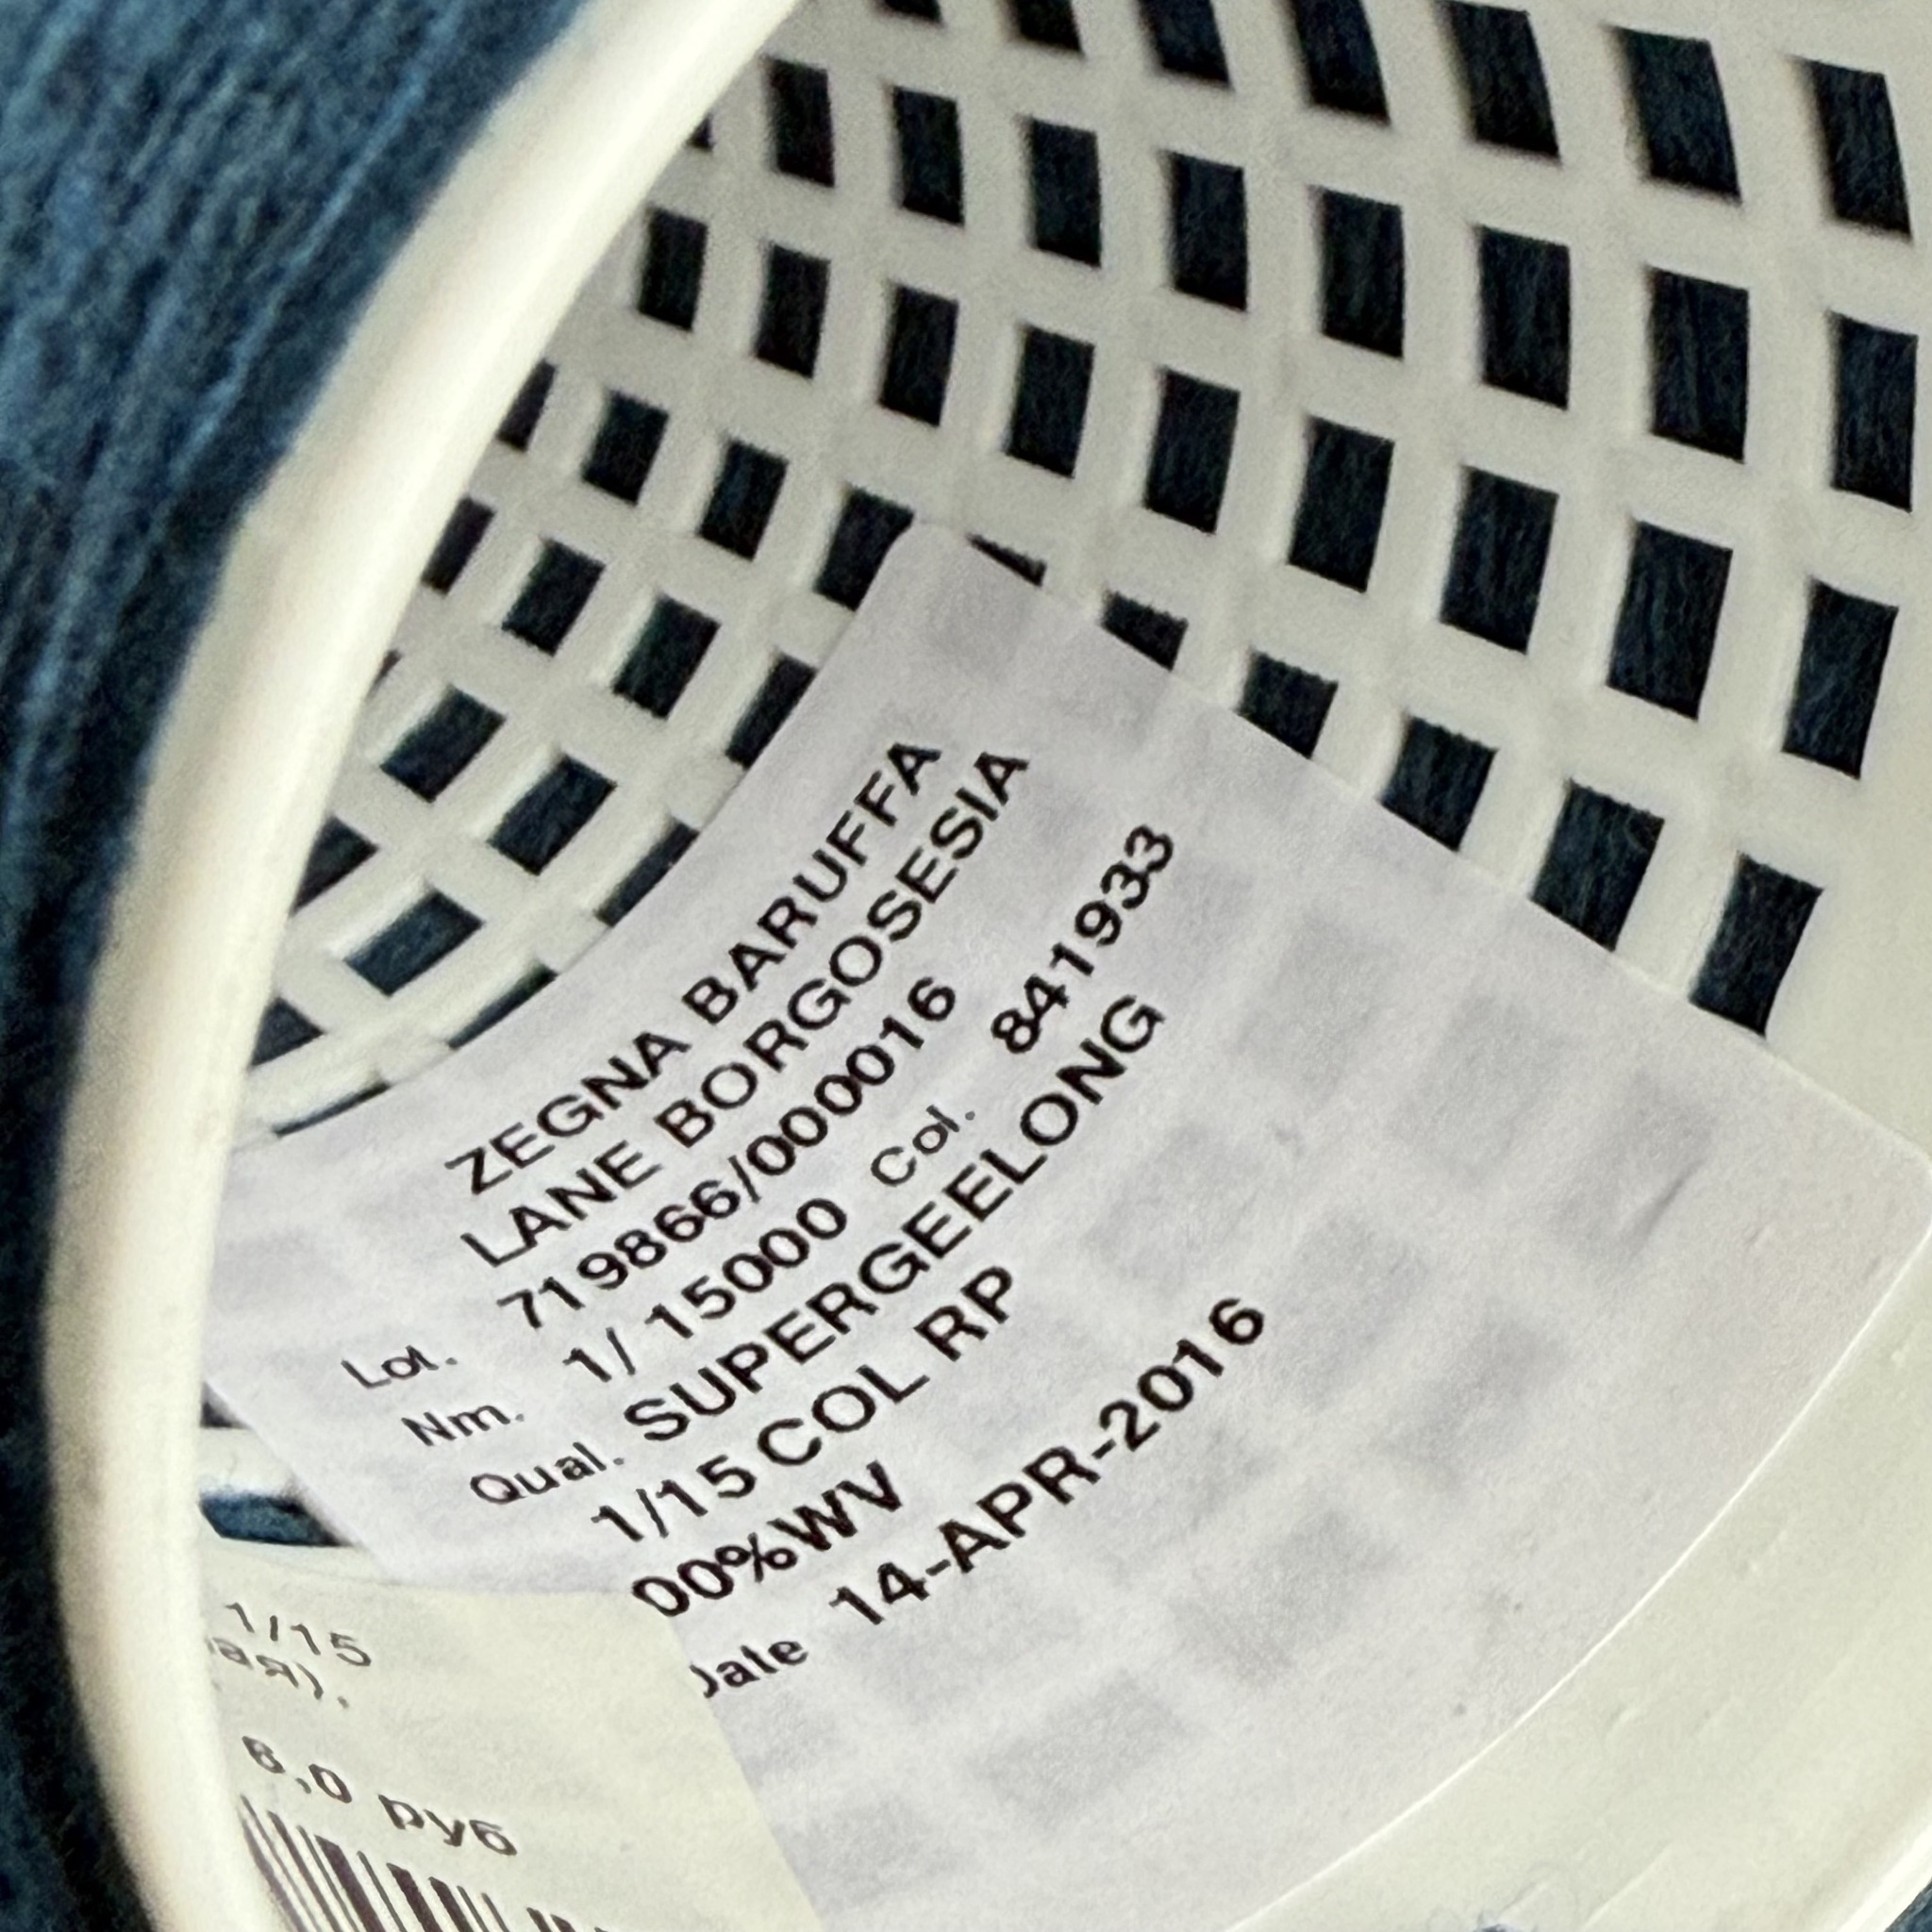 ZEGNA BARUFFA
LANE BORGOSESIA
Lot. 719866/000016
Nm. 1/ 15000 Col. 841933
Qual. SUPERGEELONG
1/15 COL RP
00%WV
Date 14-APR-2016
1/15
ая).
6,0 руб